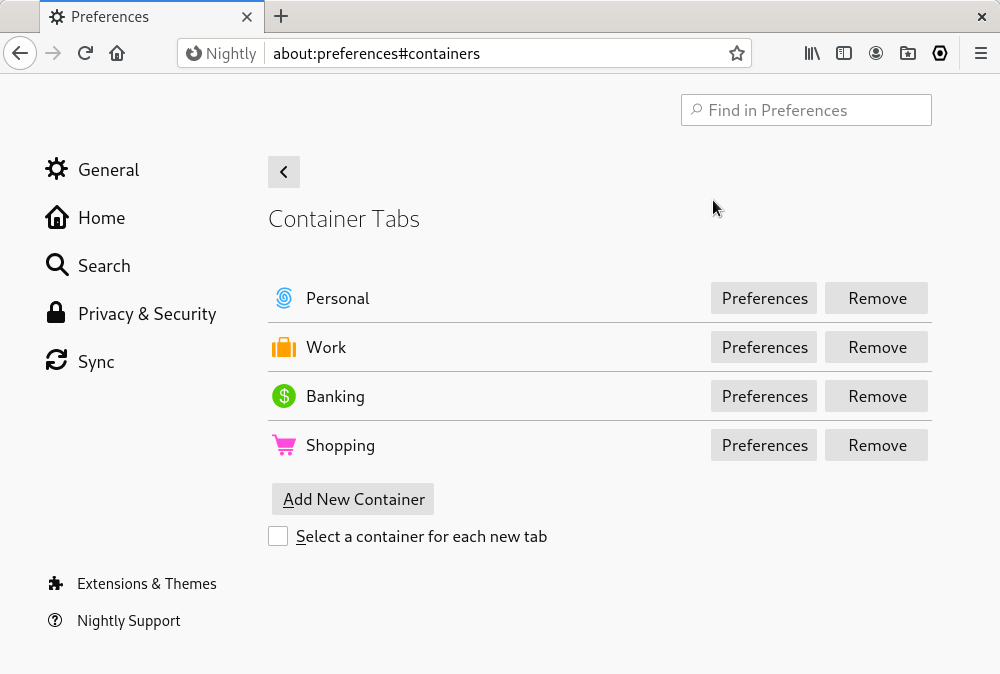 Preferences
Nightly about:preferences#containers
Find in Preferences
General
Home
Search
Privacy & Security
Sync
Extensions & Themes
Nightly Support
Container Tabs
Personal Preferences Remove
Work Preferences Remove
Banking Preferences Remove
Shopping Preferences Remove
Add New Container
Select a container for each new tab